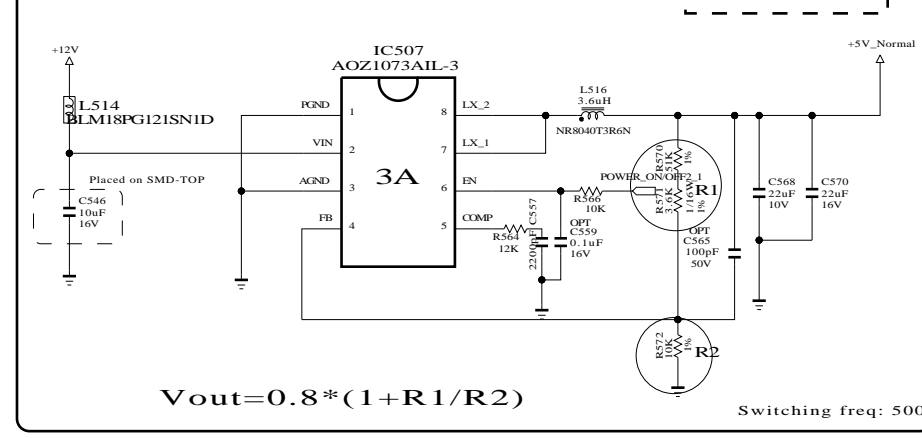 +12V
L514
BLM18PG121SN1D
Placed on SMD-TOP
C546
10uF
16V
IC507
AOZ1073AIL-3
PGND
1
VIN
2
AGND
3
FB
4
3A
8
LX_2
7
LX_1
6
EN
5
COMP
L516
3.6uH
NR8040T3R6N
R566
10K
POWER_ON/OFF2_1
R564
12K
C557
2200pF
OPT
C559
0.1uF
16V
R570
51K
1%
R571
3.6K
1/16W
1%
R1
OPT
C565
100pF
50V
C568
22uF
10V
C570
22uF
16V
+5V_Normal
R572
10K
1%
R2
Vout=0.8*(1+R1/R2)
Switching freq: 500